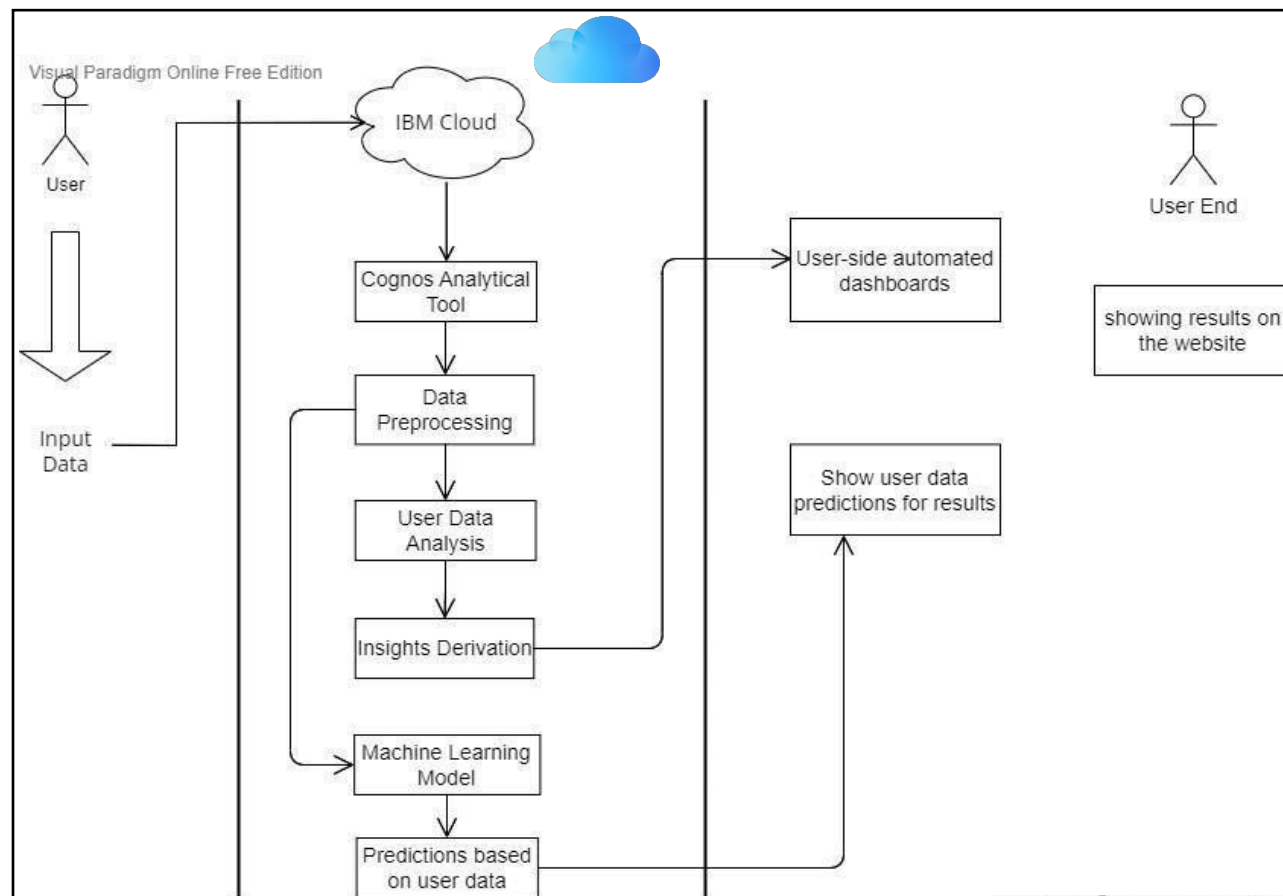 Visual Paradigm Online Free Edition
User
Input
Data
IBM Cloud
Cognos Analytical
Tool
Data
Preprocessing
User Data
Analysis
Insights Derivation
Machine Learning
Model
Predictions based
on user data
User-side automated
dashboards
Show user data
predictions for results
User End
showing results on
the website